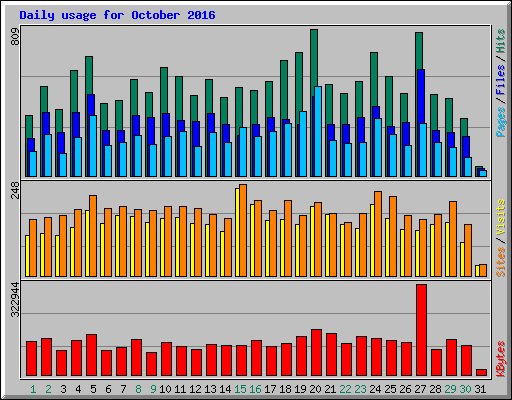 Daily usage for October 2016
809
Pages / Files / Hits
248
Sites / Visits
322944
KBytes
1 2 3 4 5 6 7 8 9 10 11 12 13 14 15 16 17 18 19 20 21 22 23 24 25 26 27 28 29 30 31